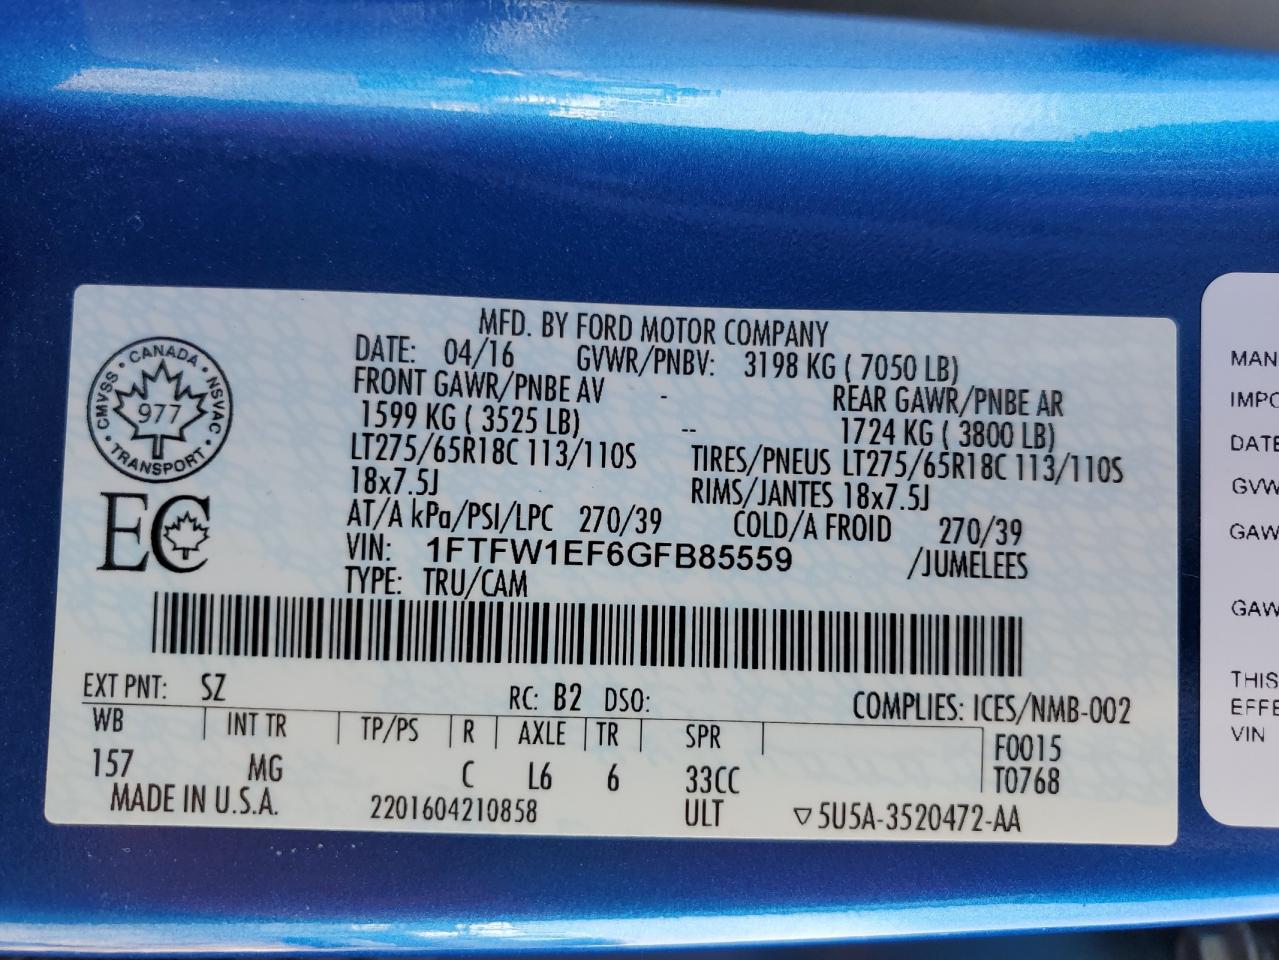 MFD. BY FORD MOTOR COMPANY
DATE: 04/16 GVWR/PNBV: 3198 KG ( 7050 LB)
FRONT GAWR/PNBE AV - REAR GAWR/PNBE AR
1599 KG ( 3525 LB) -- 1724 KG ( 3800 LB)
LT275/65R18C 113/110S TIRES/PNEUS LT275/65R18C 113/110S
18x7.5J RIMS/JANTES 18x7.5J
AT/A kPa/PSI/LPC 270/39 COLD/A FROID 270/39
VIN: 1FTFW1EF6GFB85559 /JUMELEES
TYPE: TRU/CAM
CANADA
CMVSS 977 NSVAC
TRANSPORT
EC
EXT PNT: SZ RC: B2 DSO: COMPLIES: ICES/NMB-002
WB INT TR TP/PS R AXLE TR SPR F0015
157 MG C L6 6 33CC T0768
MADE IN U.S.A. 2201604210858 ULT ▽5U5A-3520472-AA
MAN
IMPO
DATE
GVW
GAW
GAW
THIS
EFFE
VIN